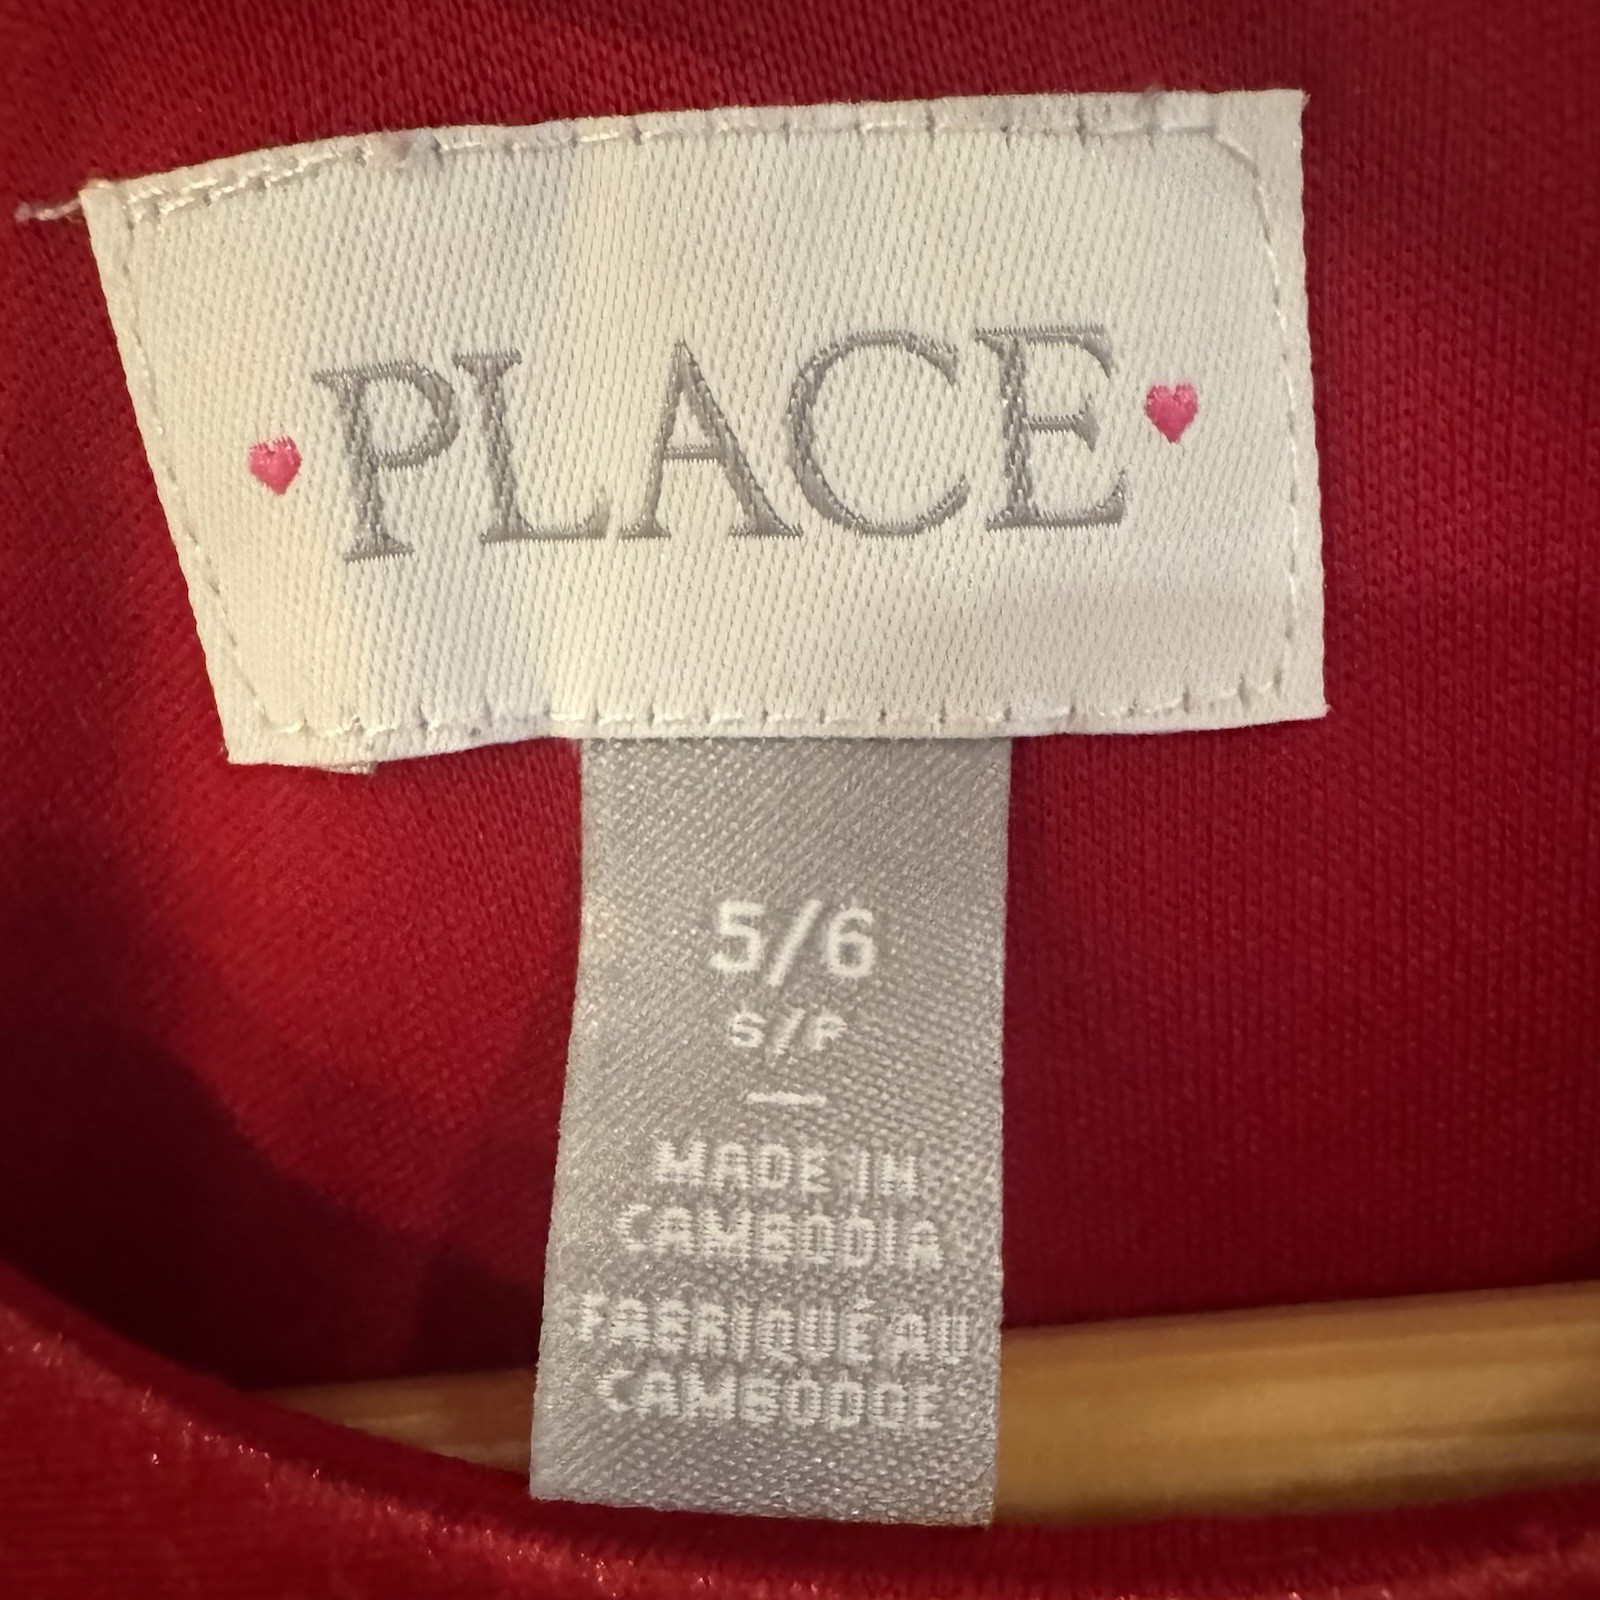 PLACE
5/6
S/P
MADE IN
CAMBODIA
FABRIQUÉ AU
CAMBODGE